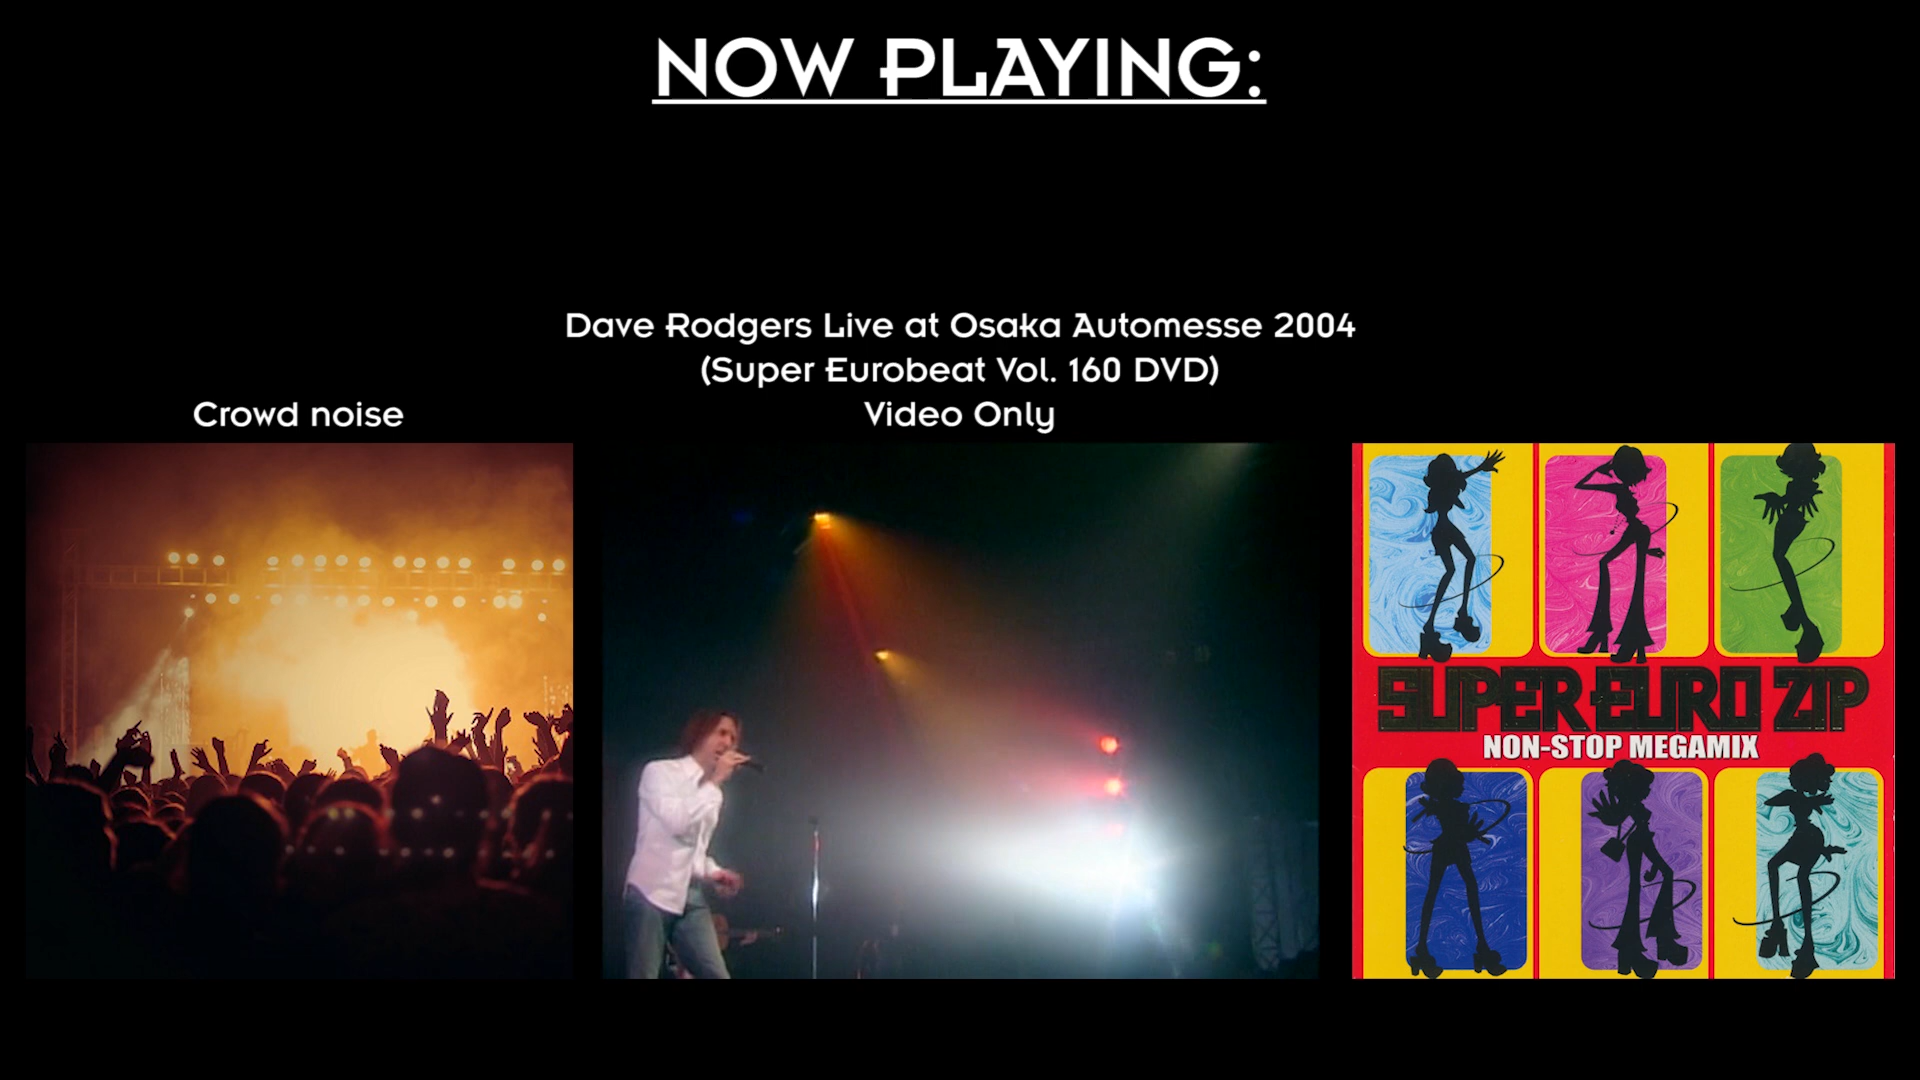 NOW PLAYING:
Dave Rodgers Live at Osaka Automesse 2004
(Super Eurobeat Vol. 160 DVD)
Video Only
Crowd noise
SUPER EURO ZIP
NON-STOP MEGAMIX